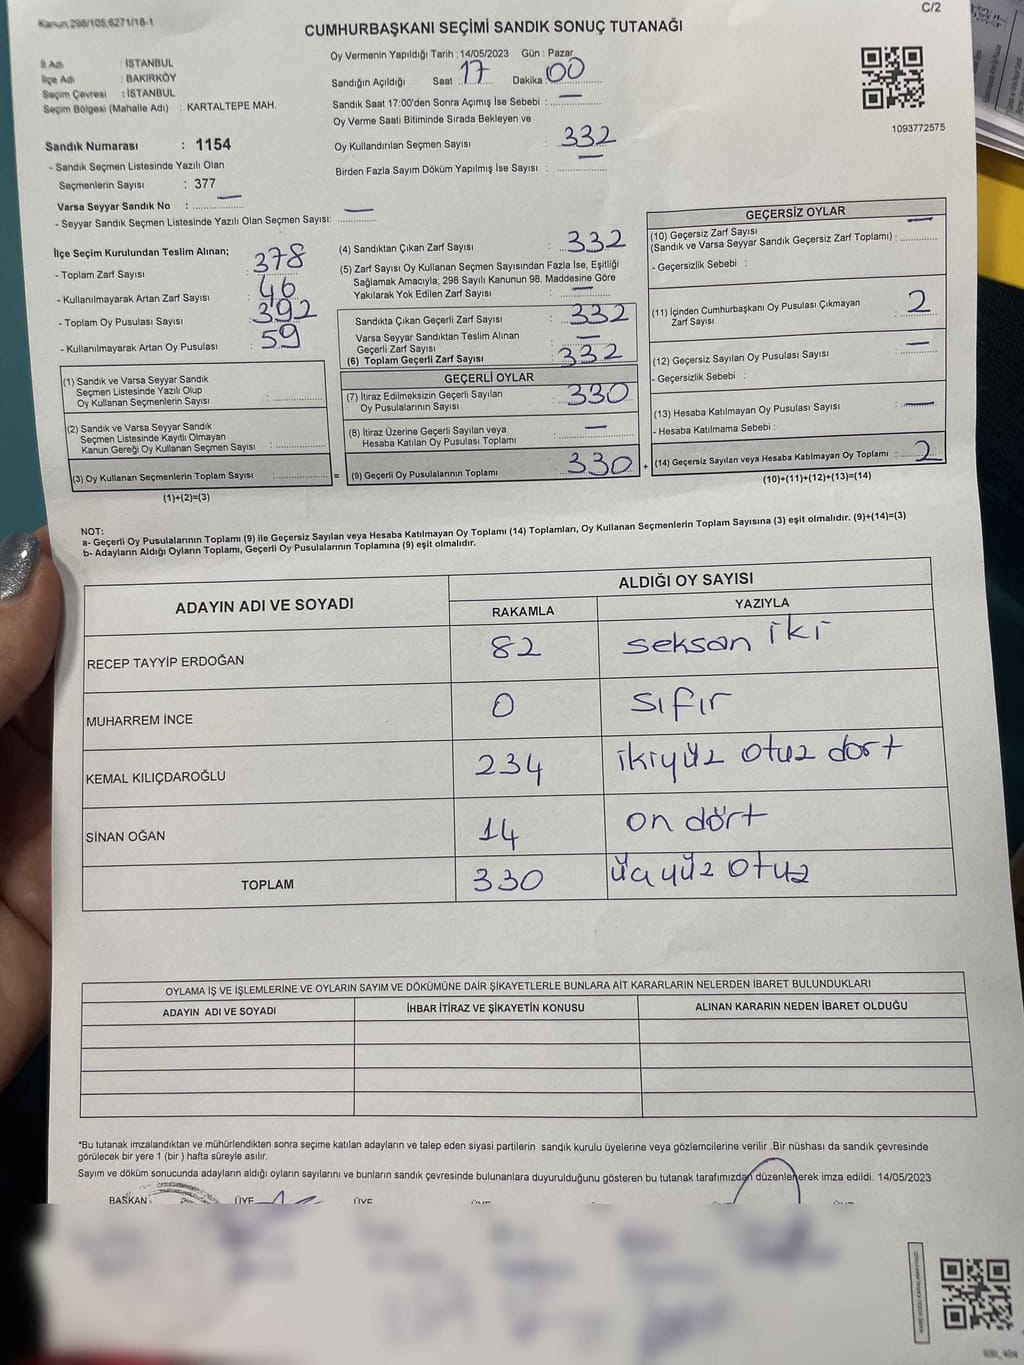 Kanun,298/105,6271/18-1
C/2
CUMHURBAŞKANI SEÇİMİ SANDIK SONUÇ TUTANAĞI
İl Adı : İSTANBUL
İlçe Adı : BAKIRKÖY
Seçim Çevresi : İSTANBUL
Seçim Bölgesi (Mahalle Adı) : KARTALTEPE MAH.
Oy Vermenin Yapıldığı Tarih : 14/05/2023 Gün : Pazar
Sandığın Açıldığı Saat : 17 Dakika 00
Sandık Saat 17:00'den Sonra Açımış İse Sebebi : —
Oy Verme Saati Bitiminde Sırada Bekleyen ve
Oy Kullandırılan Seçmen Sayısı : 332
Birden Fazla Sayım Döküm Yapılmış İse Sayısı : —
1093772575
Sandık Numarası : 1154
- Sandık Seçmen Listesinde Yazılı Olan
Seçmenlerin Sayısı : 377
Varsa Seyyar Sandık No : —
- Seyyar Sandık Seçmen Listesinde Yazılı Olan Seçmen Sayısı: —
İlçe Seçim Kurulundan Teslim Alınan;
- Toplam Zarf Sayısı : 378
- Kullanılmayarak Artan Zarf Sayısı : 46
- Toplam Oy Pusulası Sayısı : 392
- Kullanılmayarak Artan Oy Pusulası : 59
(1) Sandık ve Varsa Seyyar Sandık
Seçmen Listesinde Yazılı Olup
Oy Kullanan Seçmenlerin Sayısı :
(2) Sandık ve Varsa Seyyar Sandık
Seçmen Listesinde Kayıtlı Olmayan
Kanun Gereği Oy Kullanan Seçmen Sayısı :
(3) Oy Kullanan Seçmenlerin Toplam Sayısı : =
(1)+(2)=(3)
(4) Sandıktan Çıkan Zarf Sayısı : 332
(5) Zarf Sayısı Oy Kullanan Seçmen Sayısından Fazla İse, Eşitliği
Sağlamak Amacıyla; 298 Sayılı Kanunun 98. Maddesine Göre
Yakılarak Yok Edilen Zarf Sayısı : —
Sandıkta Çıkan Geçerli Zarf Sayısı : 332
Varsa Seyyar Sandıktan Teslim Alınan
Geçerli Zarf Sayısı : —
(6) Toplam Geçerli Zarf Sayısı : 332
GEÇERLİ OYLAR
(7) İtiraz Edilmeksizin Geçerli Sayılan
Oy Pusulalarının Sayısı : 330
(8) İtiraz Üzerine Geçerli Sayılan veya
Hesaba Katılan Oy Pusulası Toplamı : —
(9) Geçerli Oy Pusulalarının Toplamı : 330 +
GEÇERSİZ OYLAR
(10) Geçersiz Zarf Sayısı
(Sandık ve Varsa Seyyar Sandık Geçersiz Zarf Toplamı) : —
- Geçersizlik Sebebi :
(11) İçinden Cumhurbaşkanı Oy Pusulası Çıkmayan
Zarf Sayısı : 2
(12) Geçersiz Sayılan Oy Pusulası Sayısı : —
- Geçersizlik Sebebi :
(13) Hesaba Katılmayan Oy Pusulası Sayısı : —
- Hesaba Katılmama Sebebi :
(14) Geçersiz Sayılan veya Hesaba Katılmayan Oy Toplamı : 2
(10)+(11)+(12)+(13)=(14)
NOT:
a- Geçerli Oy Pusulalarının Toplamı (9) ile Geçersiz Sayılan veya Hesaba Katılmayan Oy Toplamı (14) Toplamları, Oy Kullanan Seçmenlerin Toplam Sayısına (3) eşit olmalıdır. (9)+(14)=(3)
b- Adayların Aldığı Oyların Toplamı, Geçerli Oy Pusulalarının Toplamına (9) eşit olmalıdır.
ADAYIN ADI VE SOYADI
ALDIĞI OY SAYISI
RAKAMLA YAZIYLA
RECEP TAYYİP ERDOĞAN 82 seksan iki
MUHARREM İNCE 0 sıfır
KEMAL KILIÇDAROĞLU 234 ikiyüz otuz dört
SİNAN OĞAN 14 on dört
TOPLAM 330 üçyüz otuz
OYLAMA İŞ VE İŞLEMLERİNE VE OYLARIN SAYIM VE DÖKÜMÜNE DAİR ŞİKAYETLERLE BUNLARA AİT KARARLARIN NELERDEN İBARET BULUNDUKLARI
ADAYIN ADI VE SOYADI İHBAR İTİRAZ VE ŞİKAYETİN KONUSU ALINAN KARARIN NEDEN İBARET OLDUĞU
*Bu tutanak imzalandıktan ve mühürlendikten sonra seçime katılan adayların ve talep eden siyasi partilerin sandık kurulu üyelerine veya gözlemcilerine verilir .Bir nüshası da sandık çevresinde
görülecek bir yere 1 (bir ) hafta süreyle asılır.
Sayım ve döküm sonucunda adayların aldığı oyların sayılarını ve bunların sandık çevresinde bulunanlara duyurulduğunu gösteren bu tutanak tarafımızdan düzenlenerek imza edildi. 14/05/2023
BAŞKAN ÜYE ÜYE